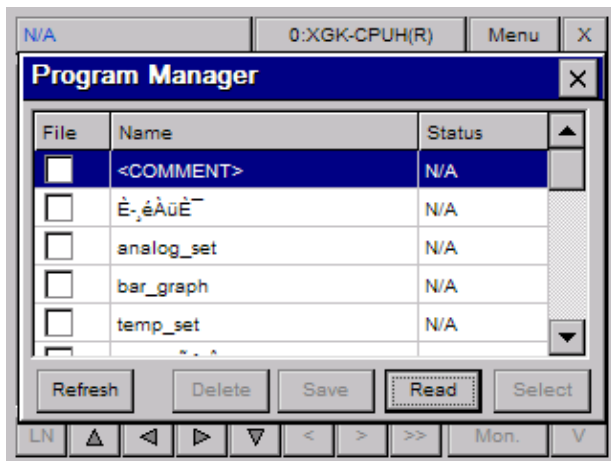 N/A 0:XGK-CPUH(R) Menu X
Program Manager
File Name Status
<COMMENT> N/A
È-¸éÀüÈ¯ N/A
analog_set N/A
bar_graph N/A
temp_set N/A
Refresh Delete Save Read Select
LN < > >> Mon. V